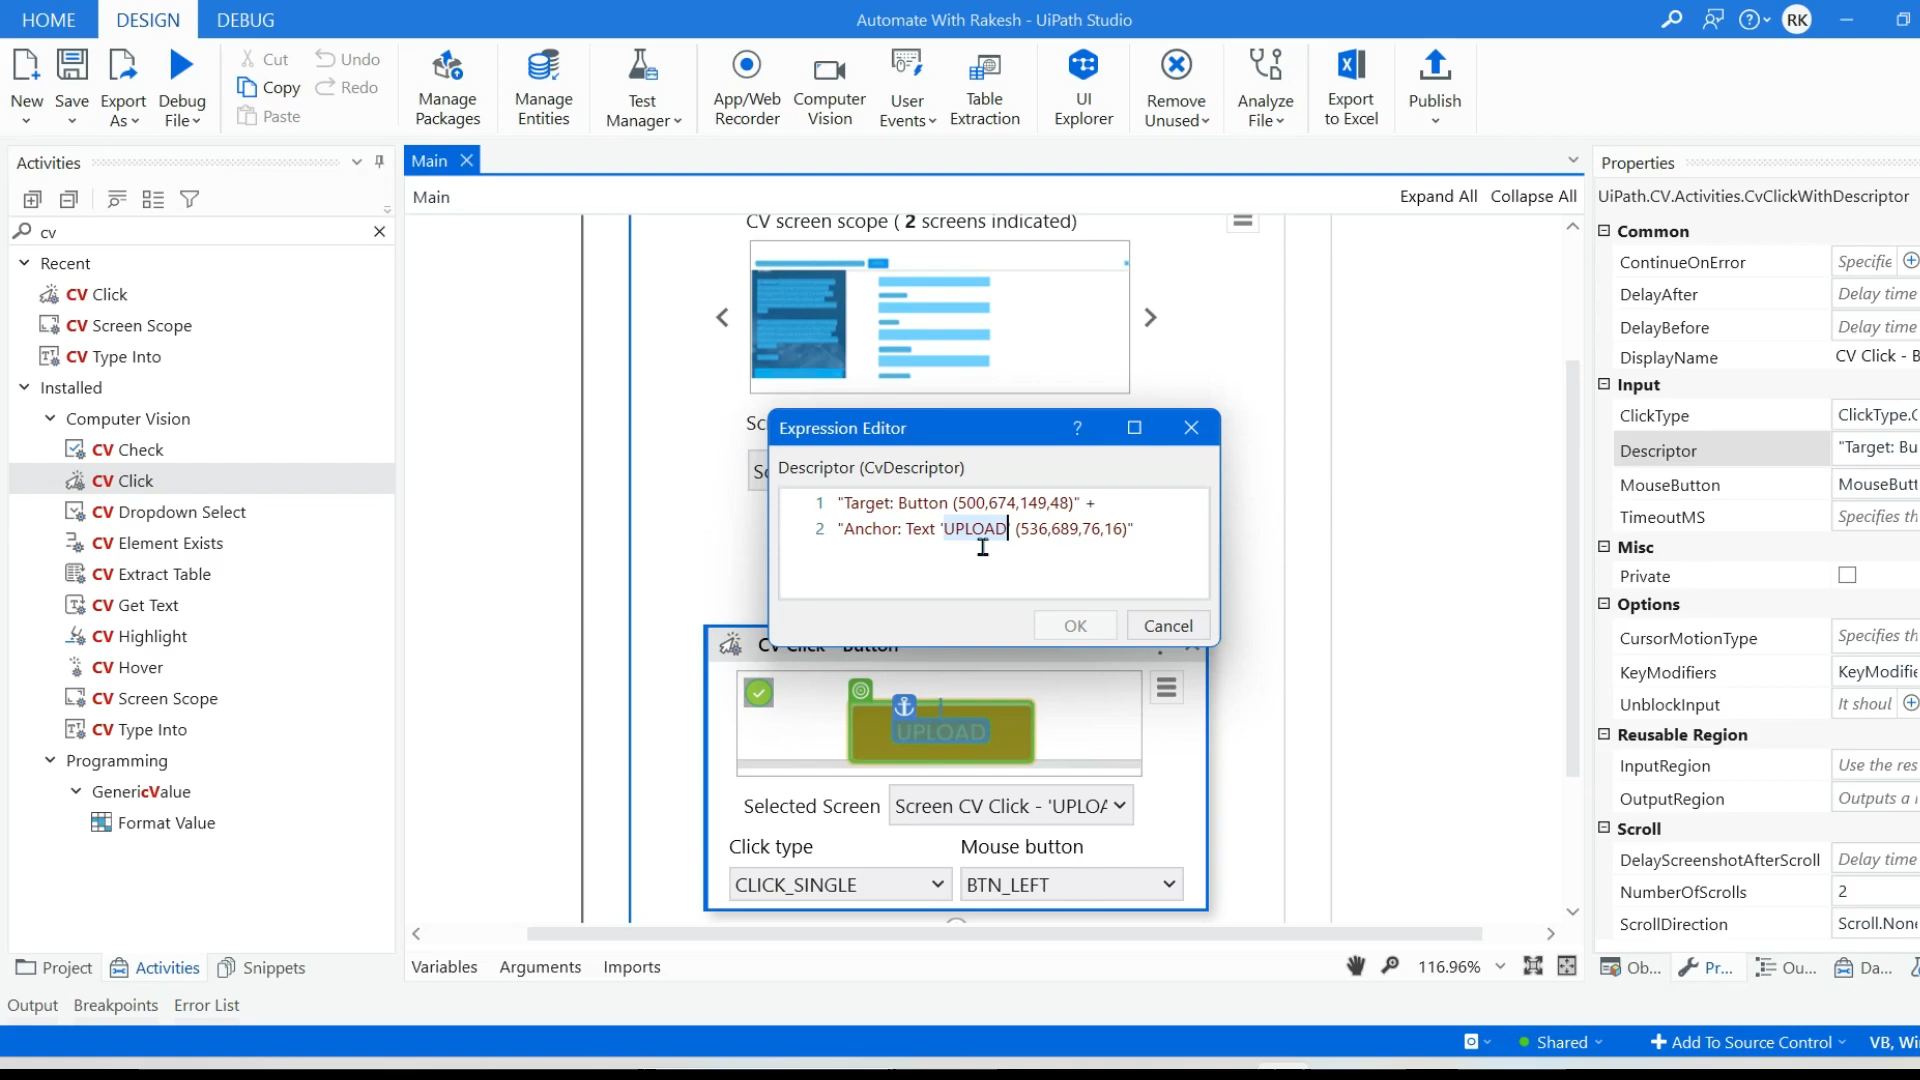 HOME DESIGN DEBUG Automate With Rakesh - UiPath Studio RK
New Save Export As Debug File
Cut Undo
Copy Redo
Paste
Manage Packages
Manage Entities
Test Manager
App/Web Recorder
Computer Vision
User Events
Table Extraction
UI Explorer
Remove Unused
Analyze File
Export to Excel
Publish
Activities
cv
Recent
CV Click
CV Screen Scope
CV Type Into
Installed
Computer Vision
CV Check
CV Click
CV Dropdown Select
CV Element Exists
CV Extract Table
CV Get Text
CV Highlight
CV Hover
CV Screen Scope
CV Type Into
Programming
GenericValue
Format Value
Project Activities Snippets
Main
Main Expand All Collapse All
CV screen scope ( 2 screens indicated)
Sc
Sc
Expression Editor ?
Descriptor (CvDescriptor)
1 "Target: Button (500,674,149,48)" +
2 "Anchor: Text 'UPLOAD' (536,689,76,16)"
OK Cancel
CV Click - Button
UPLOAD
Selected Screen Screen CV Click - 'UPLOA
Click type Mouse button
CLICK_SINGLE BTN_LEFT
Variables Arguments Imports 116.96%
Properties
UiPath.CV.Activities.CvClickWithDescriptor
Common
ContinueOnError Specifie
DelayAfter Delay time
DelayBefore Delay time
DisplayName CV Click - B
Input
ClickType ClickType.C
Descriptor "Target: Bu
MouseButton MouseButt
TimeoutMS Specifies th
Misc
Private
Options
CursorMotionType Specifies th
KeyModifiers KeyModifie
UnblockInput It shoul
Reusable Region
InputRegion Use the res
OutputRegion Outputs a r
Scroll
DelayScreenshotAfterScroll Delay time
NumberOfScrolls 2
ScrollDirection Scroll.None
Ob... Pr... Ou... Da...
Output Breakpoints Error List
Shared Add To Source Control VB, Wi